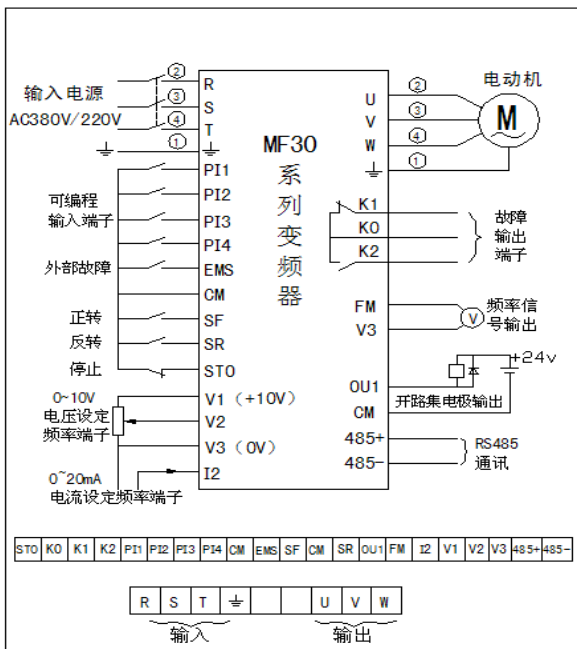 输入电源
AC380V/220V
② R
③ S
④ T
①
MF30
系列变频器
U ②
V ③
W ④
①
电动机
M
PI1
PI2
PI3
PI4
可编程
输入端子
外部故障 EMS
CM
正转 SF
反转 SR
停止 STO
K1
K0
K2
故障
输出
端子
FM
V3
V
频率信
号输出
+24v
OU1
CM
开路集电极输出
485+
485-
RS485
通讯
0~10V
电压设定
频率端子
V1（+10V）
V2
V3（0V）
I2
0~20mA
电流设定频率端子
STO K0 K1 K2 PI1 PI2 PI3 PI4 CM EMS SF CM SR OU1 FM I2 V1 V2 V3 485+ 485-
R S T U V W
输入 输出